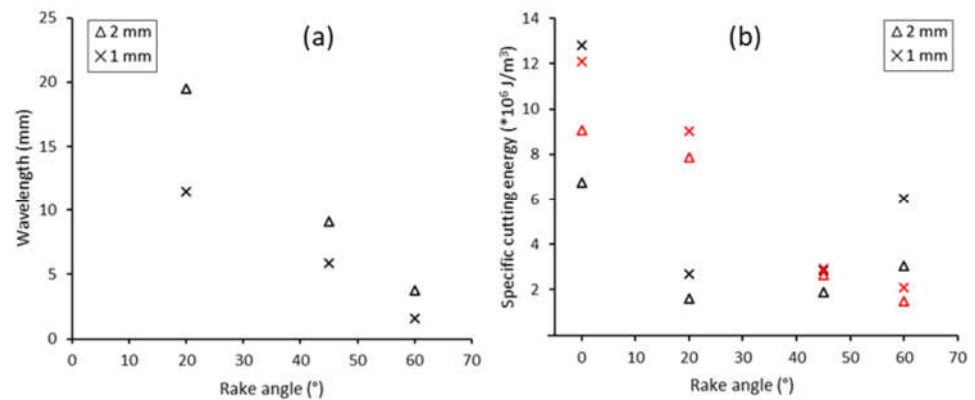 (a)
2 mm
1 mm
25
20
15
10
5
0
Wavelength (mm)
0 10 20 30 40 50 60 70
Rake angle (°)
(b)
2 mm
1 mm
14
12
10
8
6
4
2
Specific cutting energy (*10⁶ J/m³)
0 10 20 30 40 50 60 70
Rake angle (°)